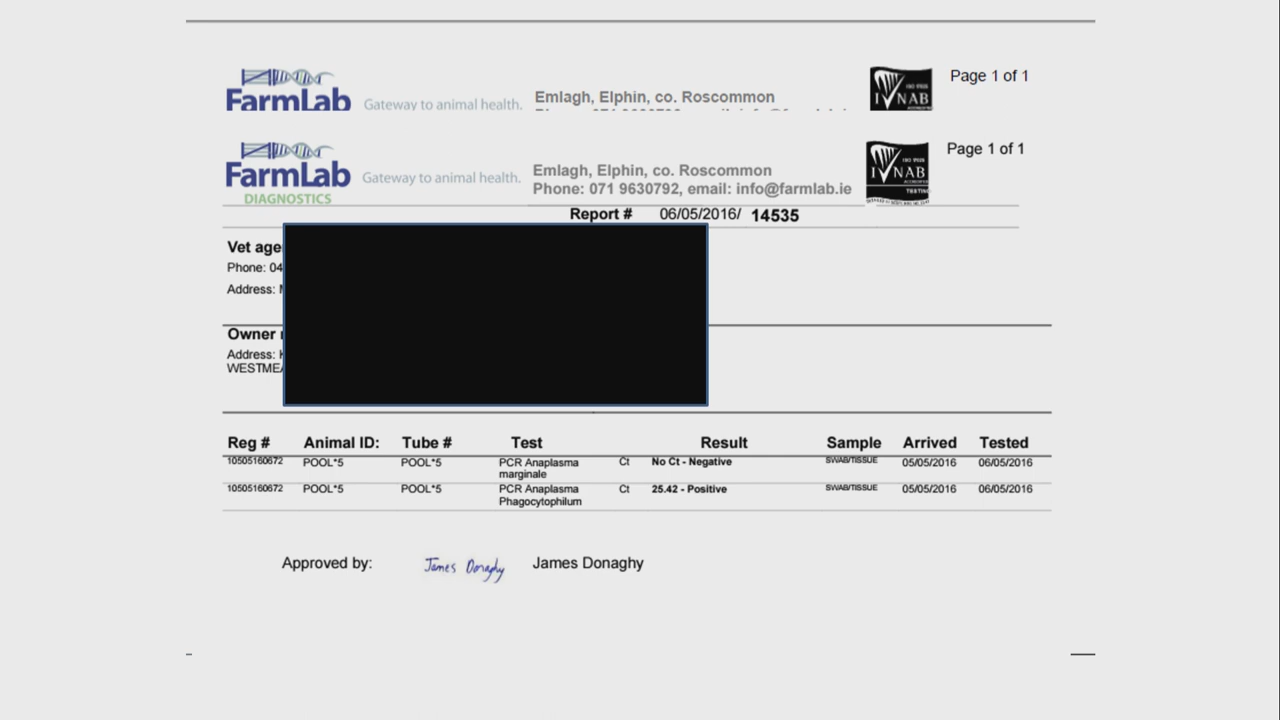 FarmLab Gateway to animal health. Emlagh, Elphin, co. Roscommon Page 1 of 1
IVNAB
FarmLab Gateway to animal health. Emlagh, Elphin, co. Roscommon Page 1 of 1
DIAGNOSTICS Phone: 071 9630792, email: info@farmlab.ie
INAB
TESTING
Report # 06/05/2016/ 14535
Vet age
Phone: 04
Address:
Owner
Address:
WESTMEA
Reg # Animal ID: Tube # Test Result Sample Arrived Tested
10505160672 POOL*5 POOL*5 PCR Anaplasma Ct No Ct - Negative SWAB/TISSUE 05/05/2016 06/05/2016
marginale
10505160672 POOL*5 POOL*5 PCR Anaplasma Ct 25.42 - Positive SWAB/TISSUE 05/05/2016 06/05/2016
Phagocytophilum
Approved by: James Donaghy James Donaghy